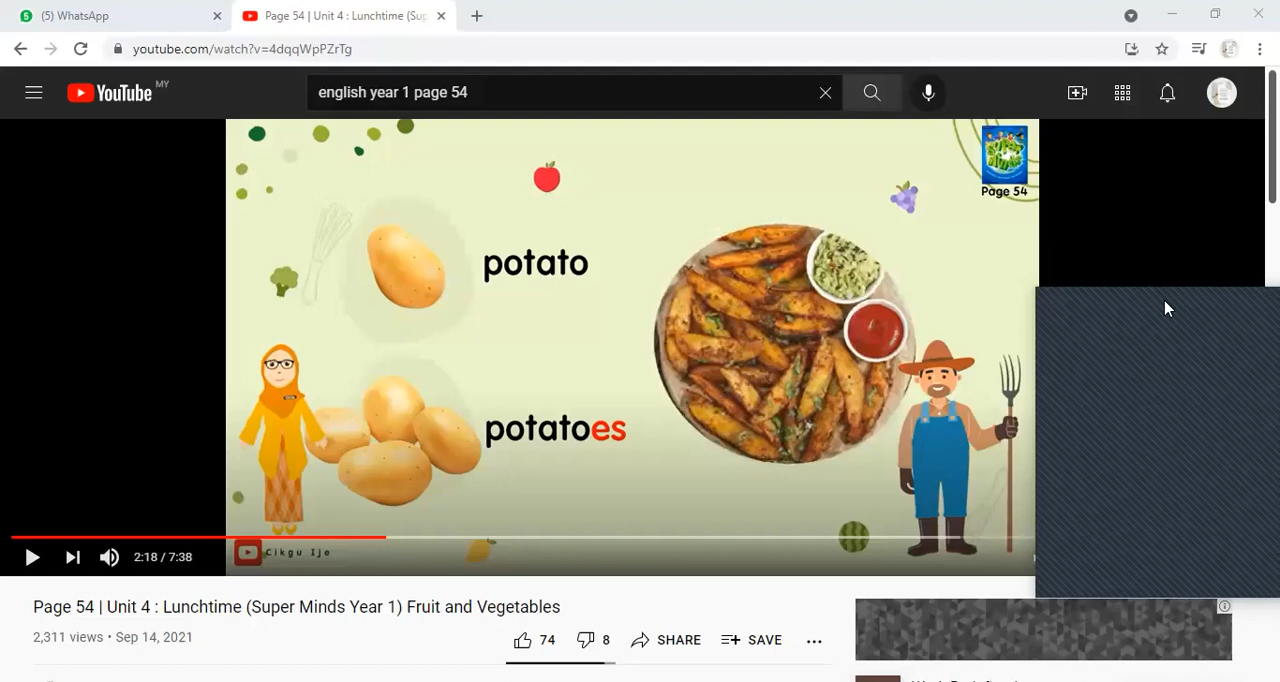 (5) WhatsApp
Page 54 | Unit 4 : Lunchtime (Sup
youtube.com/watch?v=4dqqWpPZrTg
YouTube MY
english year 1 page 54
Page 54
potato
potatoes
Cikgu Ije
2:18 / 7:38
Page 54 | Unit 4 : Lunchtime (Super Minds Year 1) Fruit and Vegetables
2,311 views • Sep 14, 2021
74
8
SHARE
SAVE